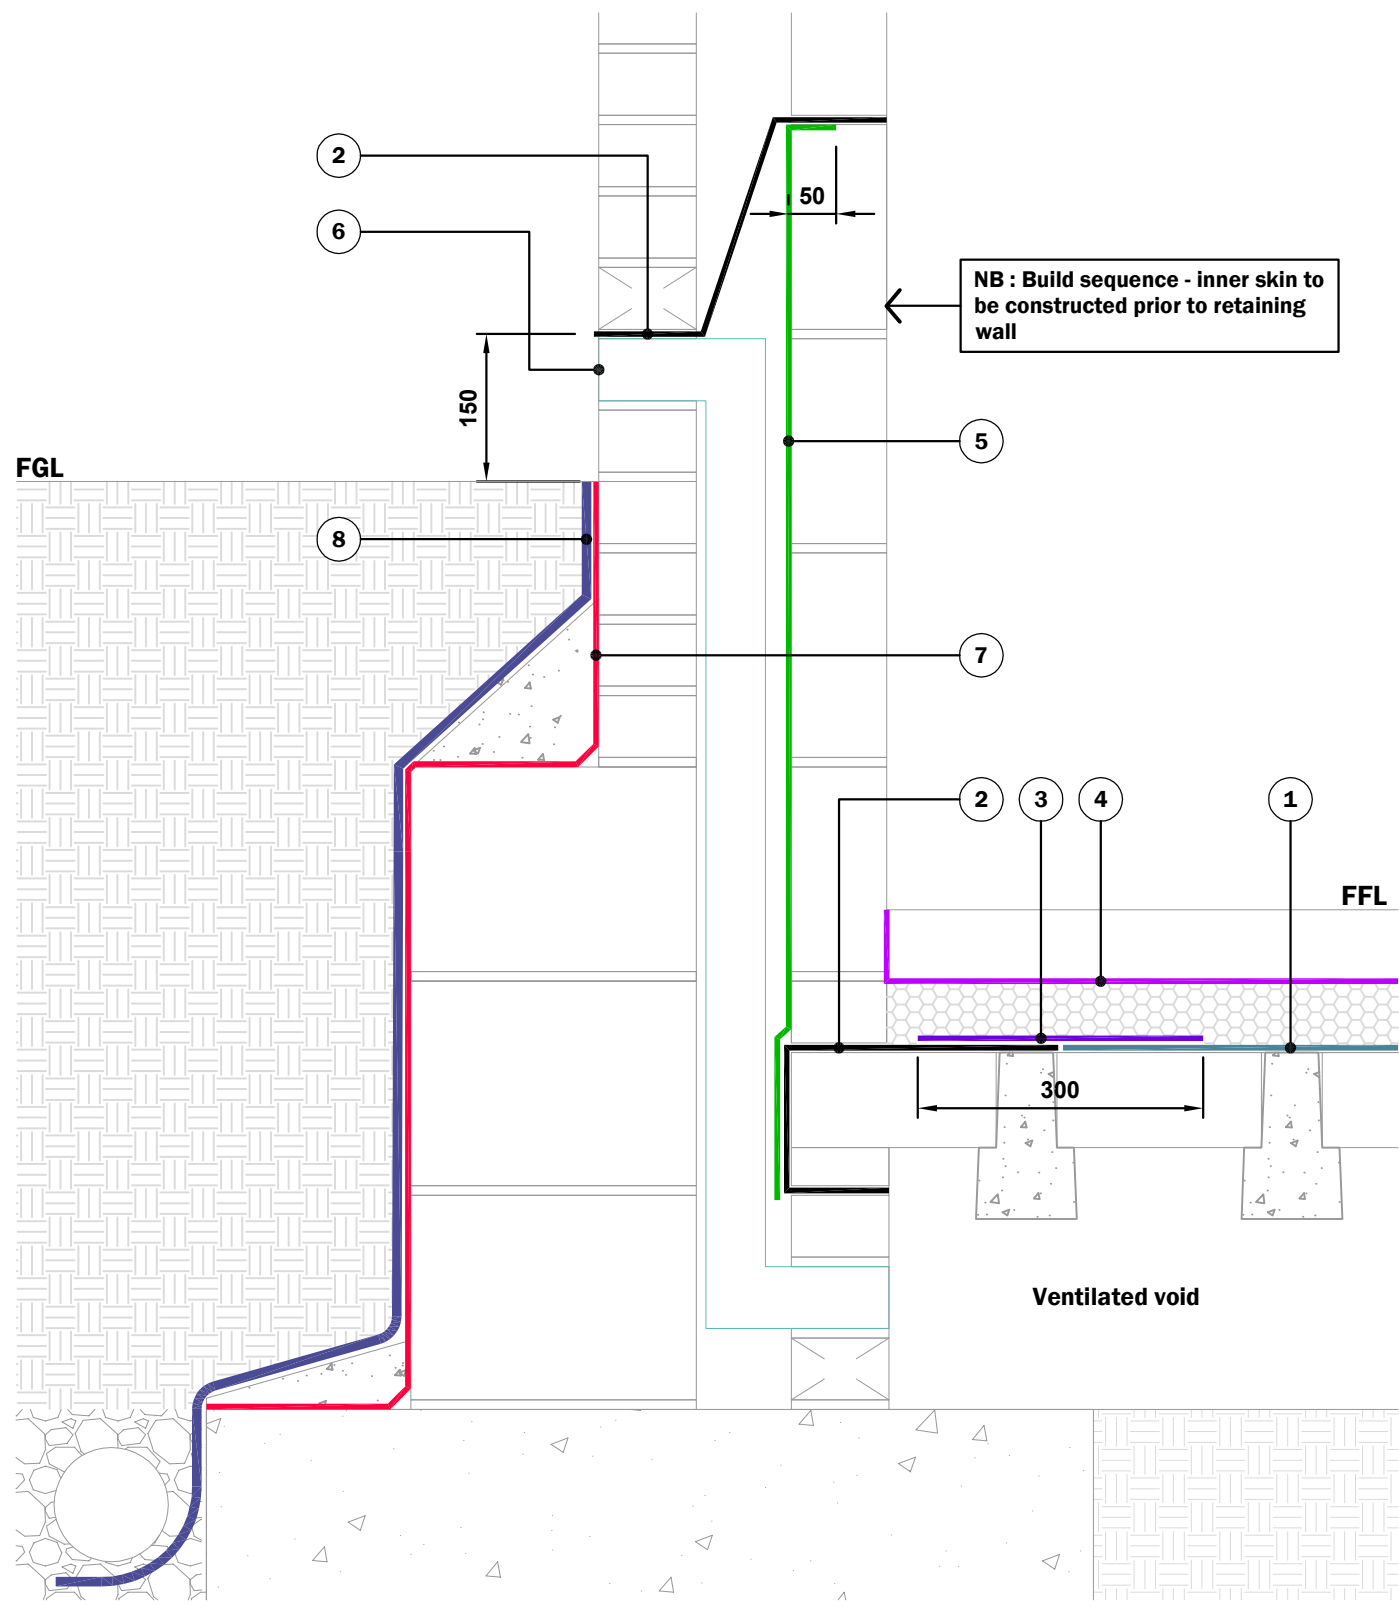 2
50
6
NB : Build sequence - inner skin to
be constructed prior to retaining
wall
150
5
FGL
8
7
2
3
4
1
FFL
300
Ventilated void